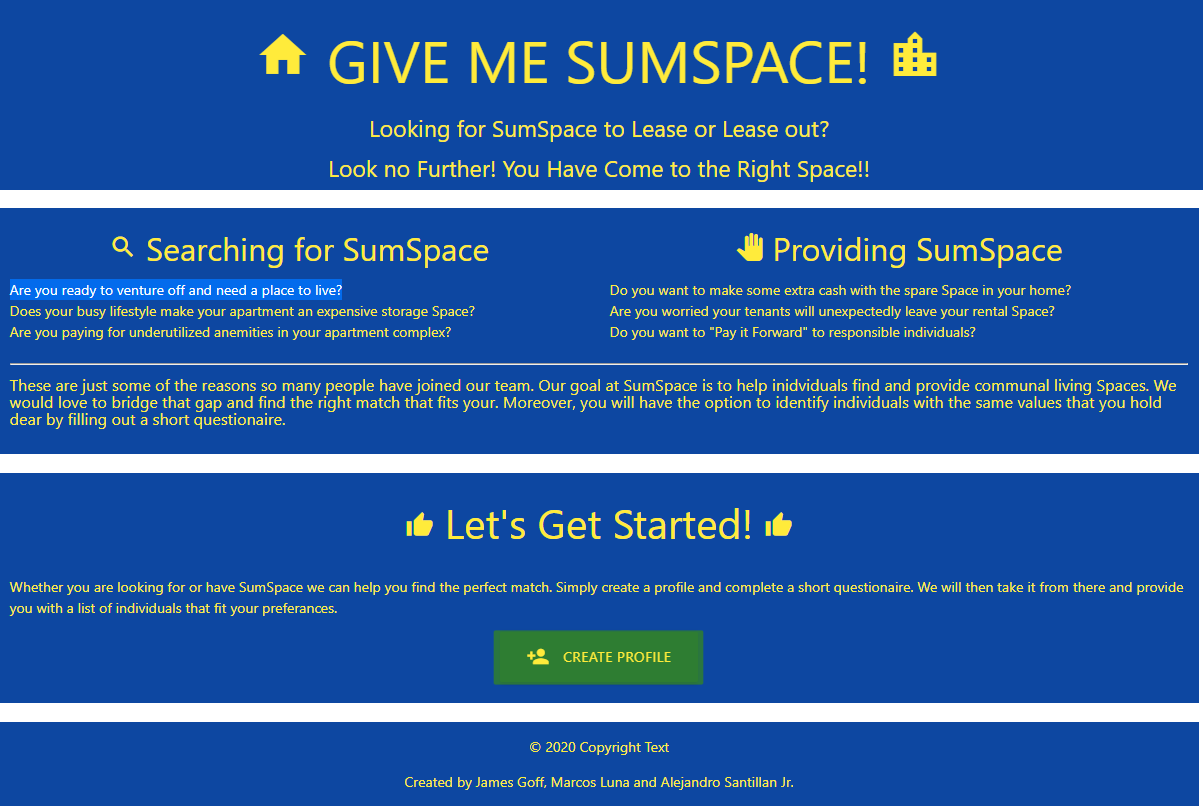 GIVE ME SUMSPACE!
Looking for SumSpace to Lease or Lease out?
Look no Further! You Have Come to the Right Space!!
Searching for SumSpace
Are you ready to venture off and need a place to live?
Does your busy lifestyle make your apartment an expensive storage Space?
Are you paying for underutilized anemities in your apartment complex?
Providing SumSpace
Do you want to make some extra cash with the spare Space in your home?
Are you worried your tenants will unexpectedly leave your rental Space?
Do you want to "Pay it Forward" to responsible individuals?
These are just some of the reasons so many people have joined our team. Our goal at SumSpace is to help inidviduals find and provide communal living Spaces. We
would love to bridge that gap and find the right match that fits your. Moreover, you will have the option to identify individuals with the same values that you hold
dear by filling out a short questionaire.
Let's Get Started!
Whether you are looking for or have SumSpace we can help you find the perfect match. Simply create a profile and complete a short questionaire. We will then take it from there and provide
you with a list of individuals that fit your preferances.
CREATE PROFILE
© 2020 Copyright Text
Created by James Goff, Marcos Luna and Alejandro Santillan Jr.